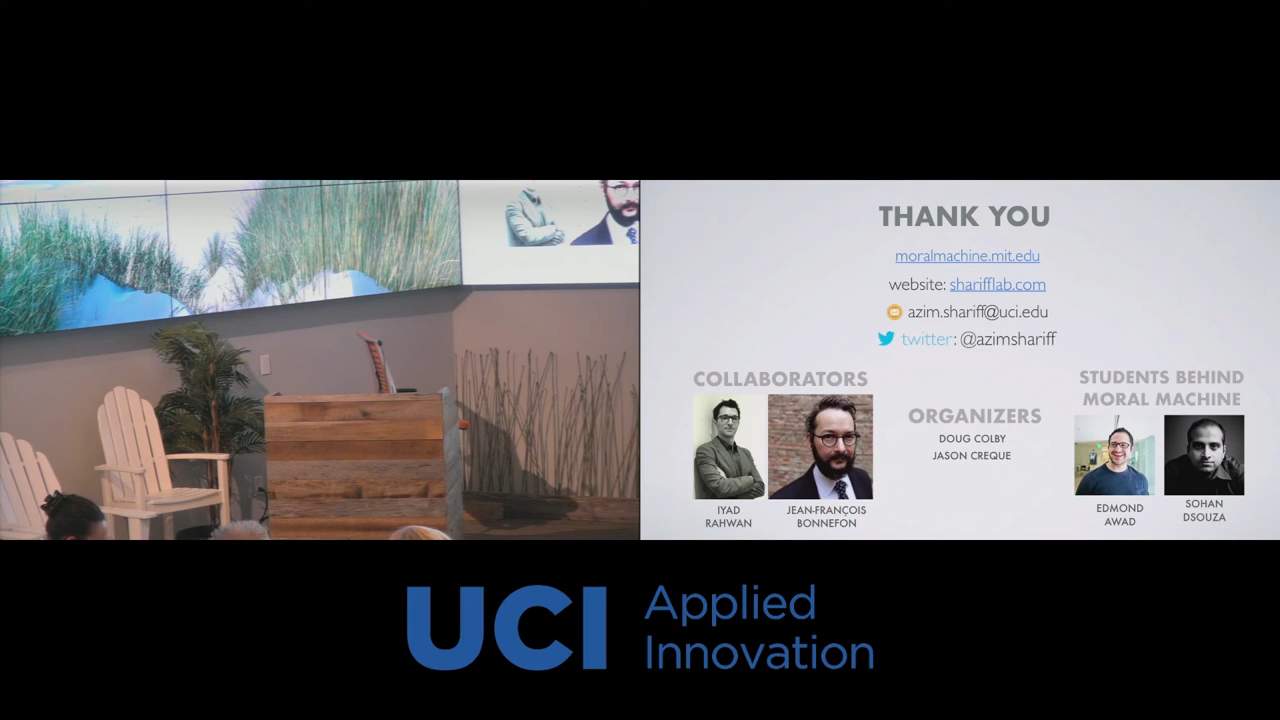 THANK YOU
moralmachine.mit.edu
website: sharifflab.com
azim.shariff@uci.edu
twitter: @azimshariff
COLLABORATORS
IYAD
RAHWAN
JEAN-FRANÇOIS
BONNEFON
ORGANIZERS
DOUG COLBY
JASON CREQUE
STUDENTS BEHIND
MORAL MACHINE
EDMOND
AWAD
SOHAN
DSOUZA
UCI
Applied
Innovation